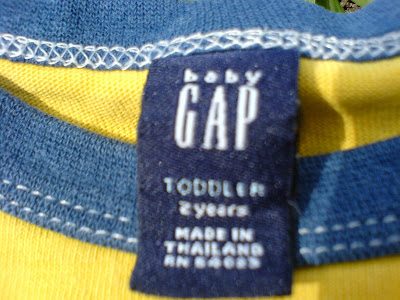 baby
GAP
TODDLER
2 years
MADE IN
THAILAND